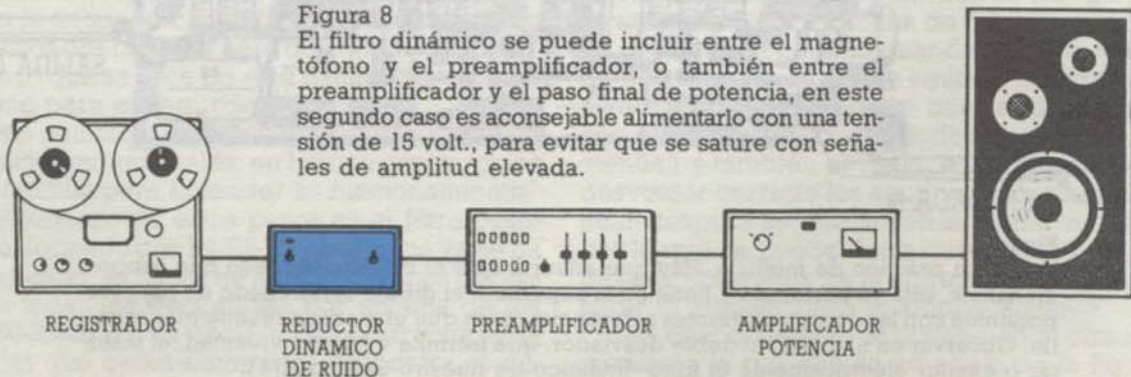 Figura 8
El filtro dinámico se puede incluir entre el magne-
tófono y el preamplificador, o también entre el
preamplificador y el paso final de potencia, en este
segundo caso es aconsejable alimentarlo con una ten-
sión de 15 volt., para evitar que se sature con seña-
les de amplitud elevada.
SALIDA
REGISTRADOR
REDUCTOR
DINAMICO
DE RUIDO
PREAMPLIFICADOR
AMPLIFICADOR
POTENCIA